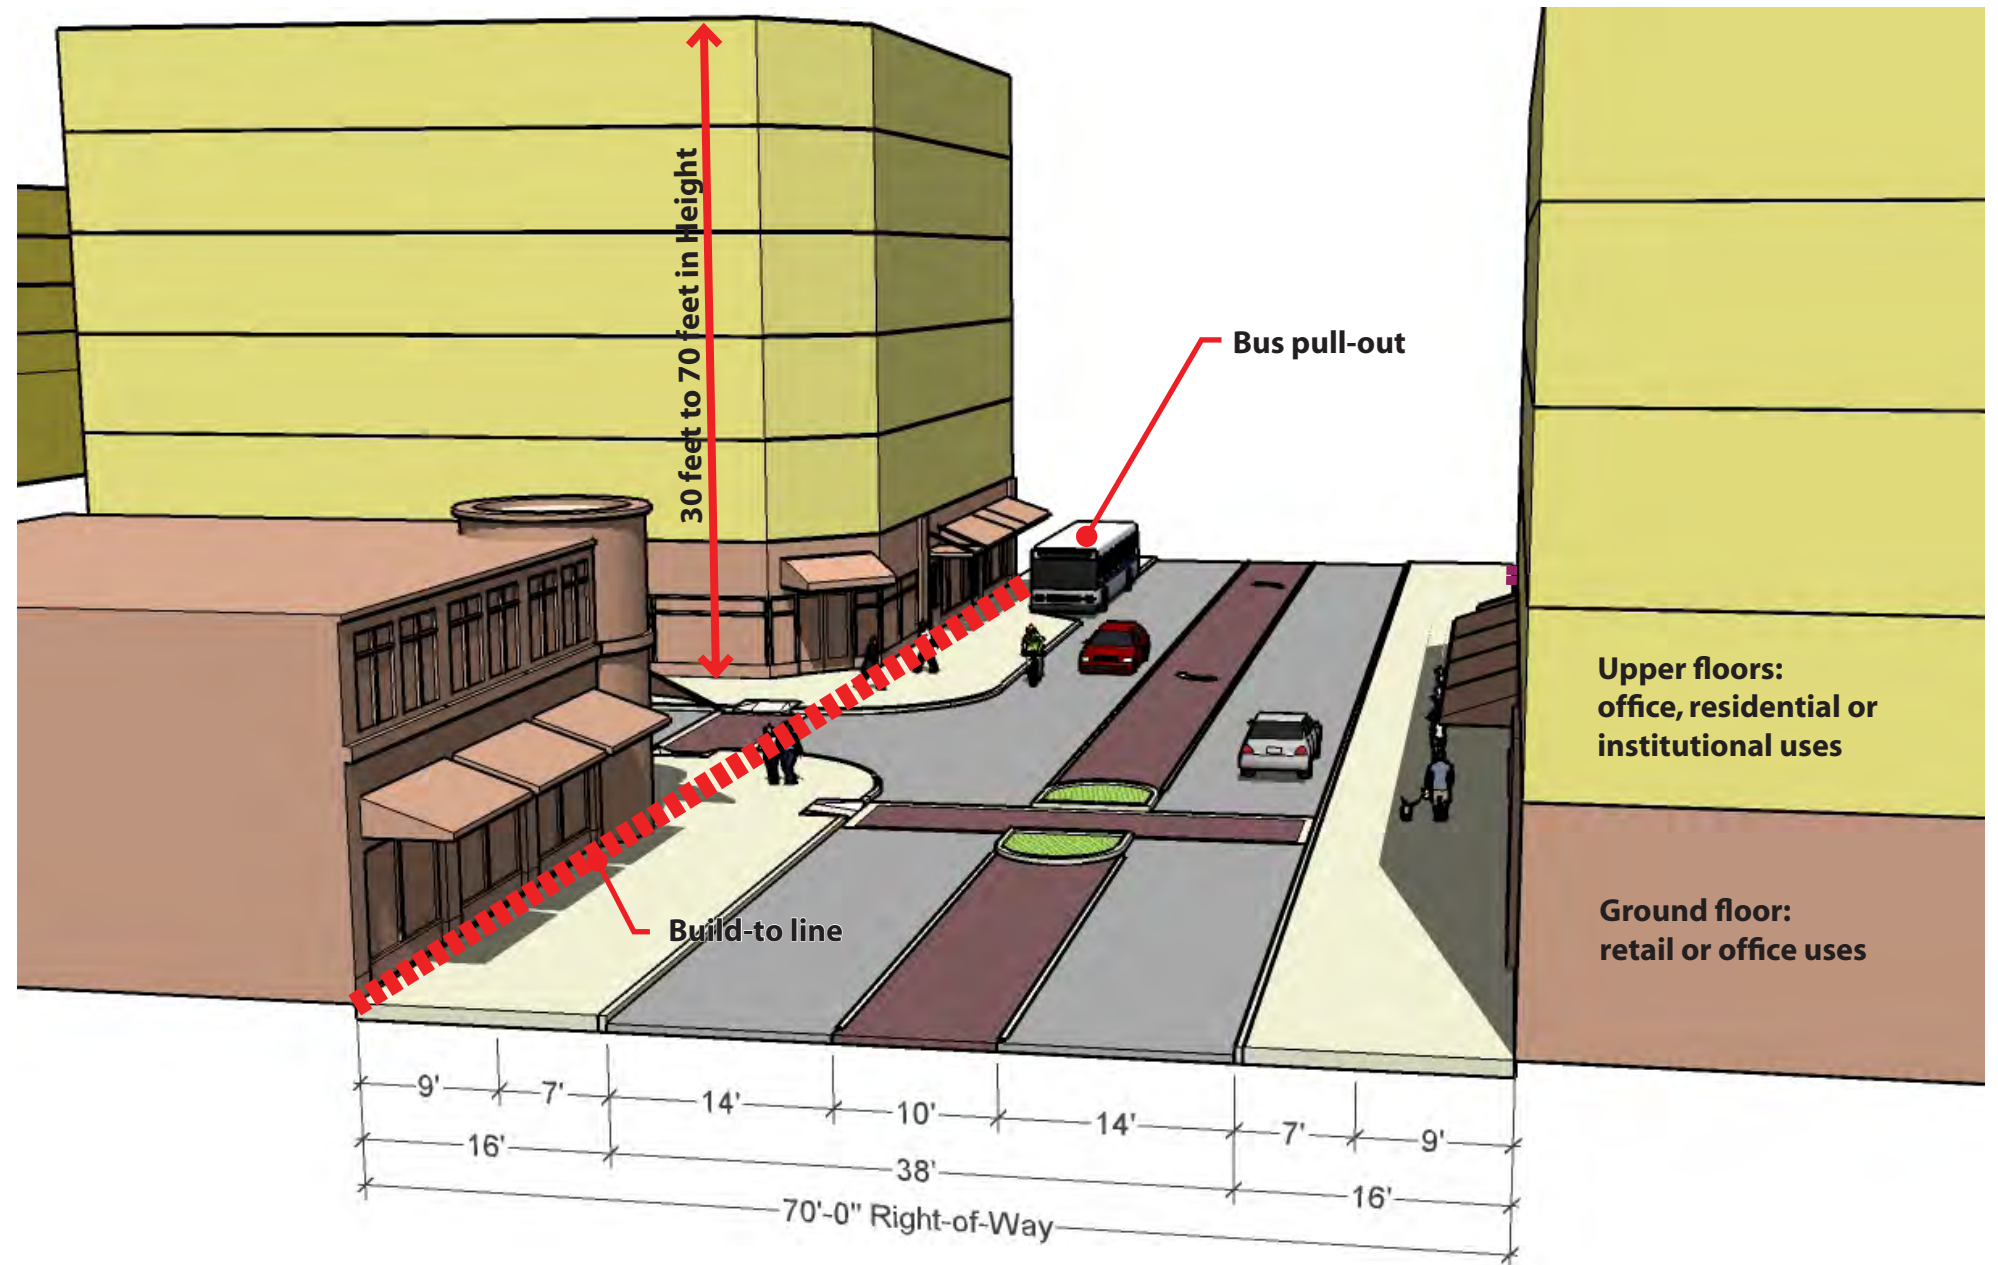 30 feet to 70 feet in Height
Bus pull-out
Upper floors:
office, residential or
institutional uses
Ground floor:
retail or office uses
Build-to line
9' 7' 14' 10' 14' 7' 9'
16' 38' 16'
70'-0" Right-of-Way